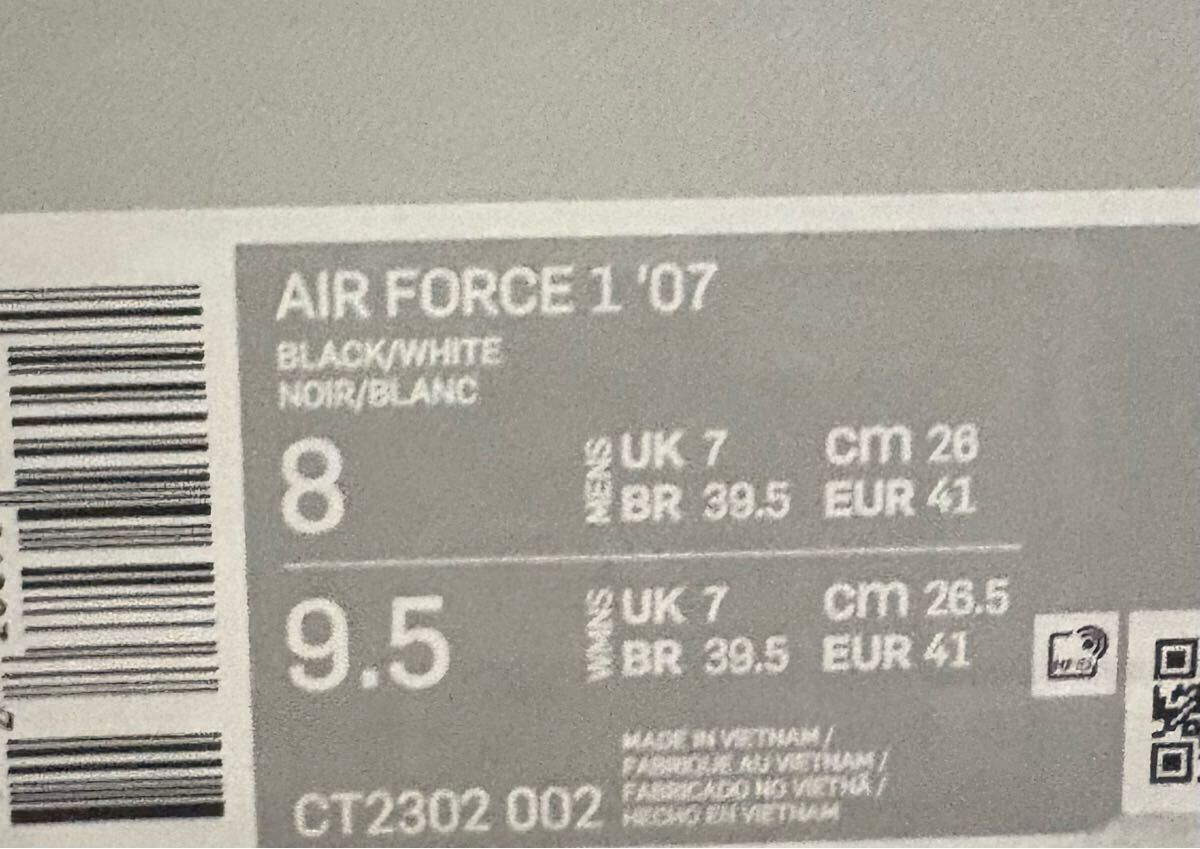 AIR FORCE 1 '07
BLACK/WHITE
NOIR/BLANC
8
MENS
UK 7 cm 26
BR 39.5 EUR 41
9.5
WMNS
UK 7 cm 26.5
BR 39.5 EUR 41
CT2302 002
MADE IN VIETNAM /
FABRIQUE AU VIETNAM /
FABRICADO NO VIETNÃ /
HECHO EN VIETNAM